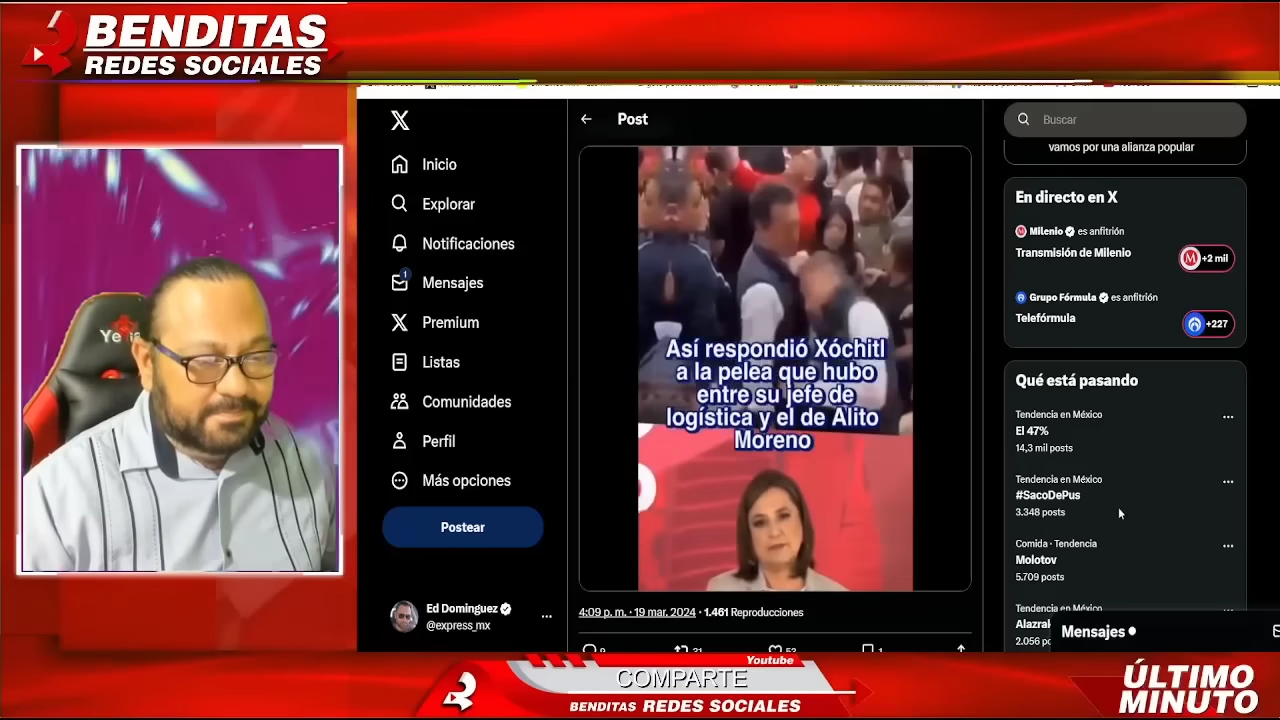 BENDITAS
REDES SOCIALES
Post
Buscar
vamos por una alianza popular
Inicio
Explorar
Notificaciones
1
Mensajes
Premium
Listas
Comunidades
Perfil
Más opciones
Postear
Ed Dominguez
@express_mx
Así respondió Xóchitl
a la pelea que hubo
entre su jefe de
logística y el de Alito
Moreno
4:09 p. m. · 19 mar. 2024 · 1.461 Reproducciones
31
53
1
En directo en X
Milenio es anfitrión
Transmisión de Milenio
+2 mil
Grupo Fórmula es anfitrión
Telefórmula
+227
Qué está pasando
Tendencia en México
El 47%
14,3 mil posts
Tendencia en México
#SacoDePus
3.348 posts
Comida · Tendencia
Molotov
5.709 posts
Tendencia en México
Mensajes
Youtube
COMPARTE
BENDITAS REDES SOCIALES
ÚLTIMO
MINUTO